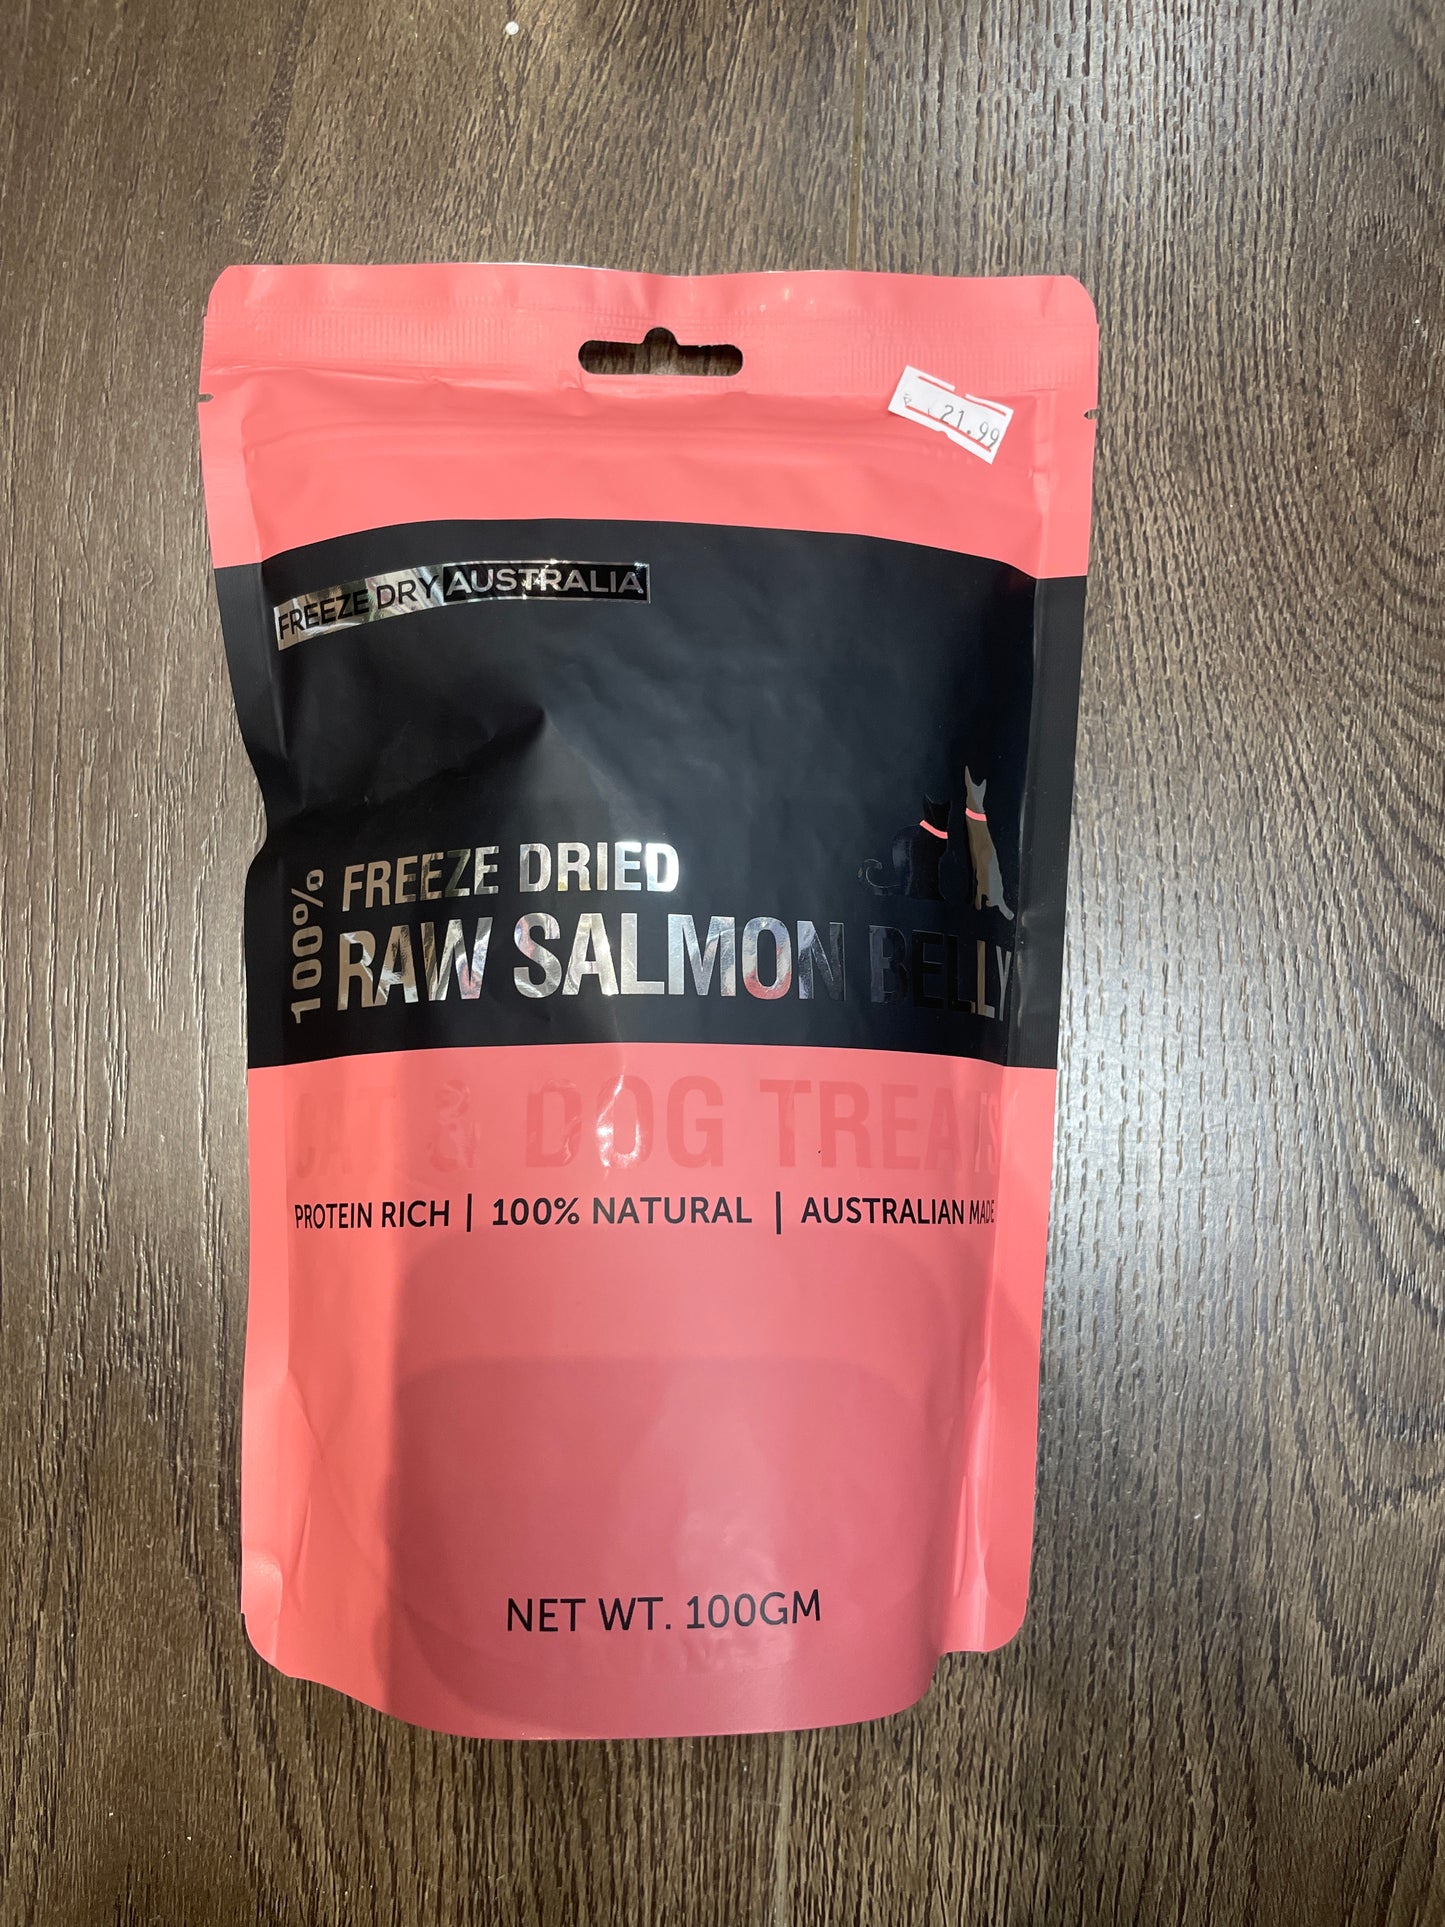 21.99
FREEZE DRY AUSTRALIA
100%
FREEZE DRIED
RAW SALMON BELLY
CAT & DOG TREATS
PROTEIN RICH | 100% NATURAL | AUSTRALIAN MADE
NET WT. 100GM